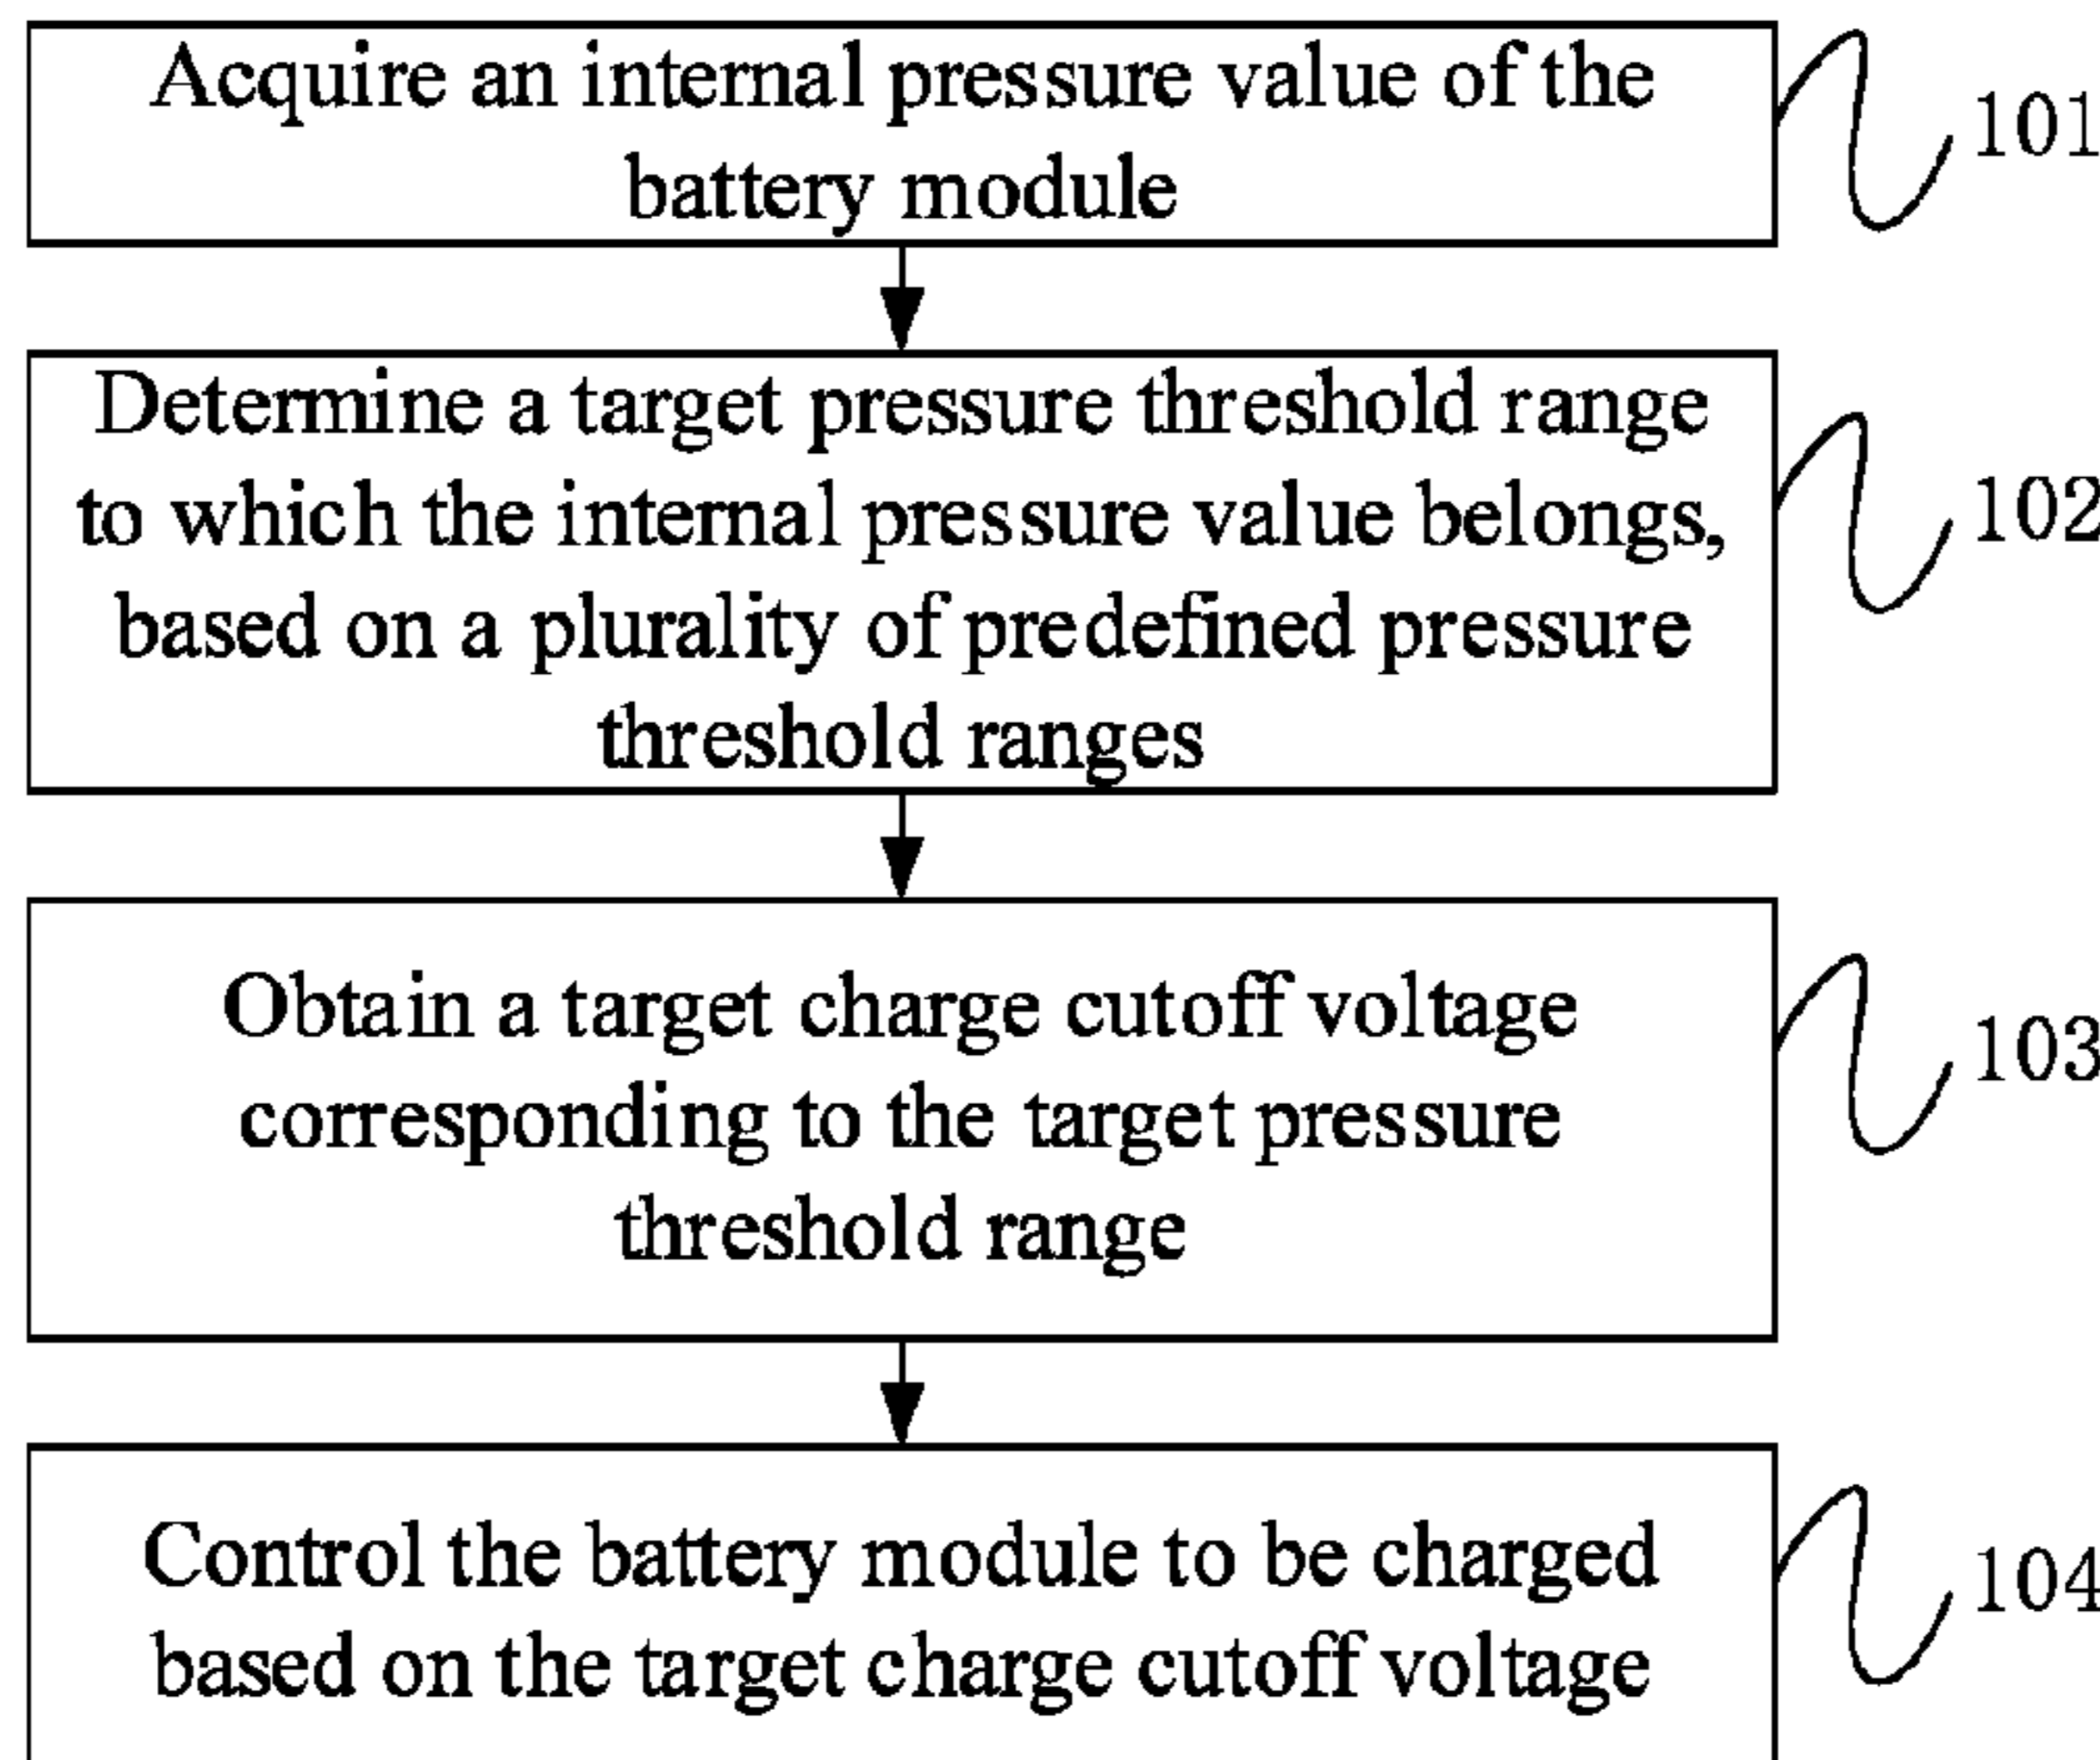 Acquire an internal pressure value of the
battery module
101
Determine a target pressure threshold range
to which the internal pressure value belongs,
based on a plurality of predefined pressure
threshold ranges
102
Obtain a target charge cutoff voltage
corresponding to the target pressure
threshold range
103
Control the battery module to be charged
based on the target charge cutoff voltage
104